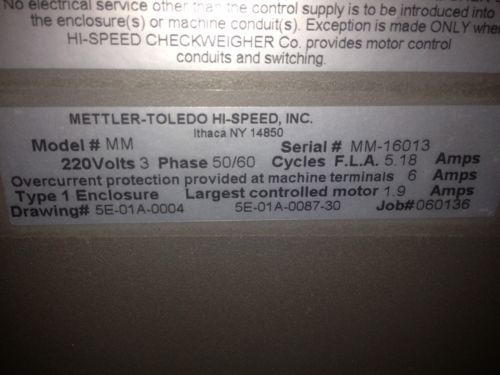 No electrical service other than the control supply is to be introduced into
the enclosure(s) or machine conduit(s). Exception is made ONLY when
HI-SPEED CHECKWEIGHER Co. provides motor control
conduits and switching.
METTLER-TOLEDO HI-SPEED, INC.
Ithaca NY 14850
Model # MM Serial # MM-16013
220Volts 3 Phase 50/60 Cycles F.L.A. 5.18 Amps
Overcurrent protection provided at machine terminals 6 Amps
Type 1 Enclosure Largest controlled motor 1.9 Amps
Drawing# 5E-01A-0004 5E-01A-0087-30 Job#060136